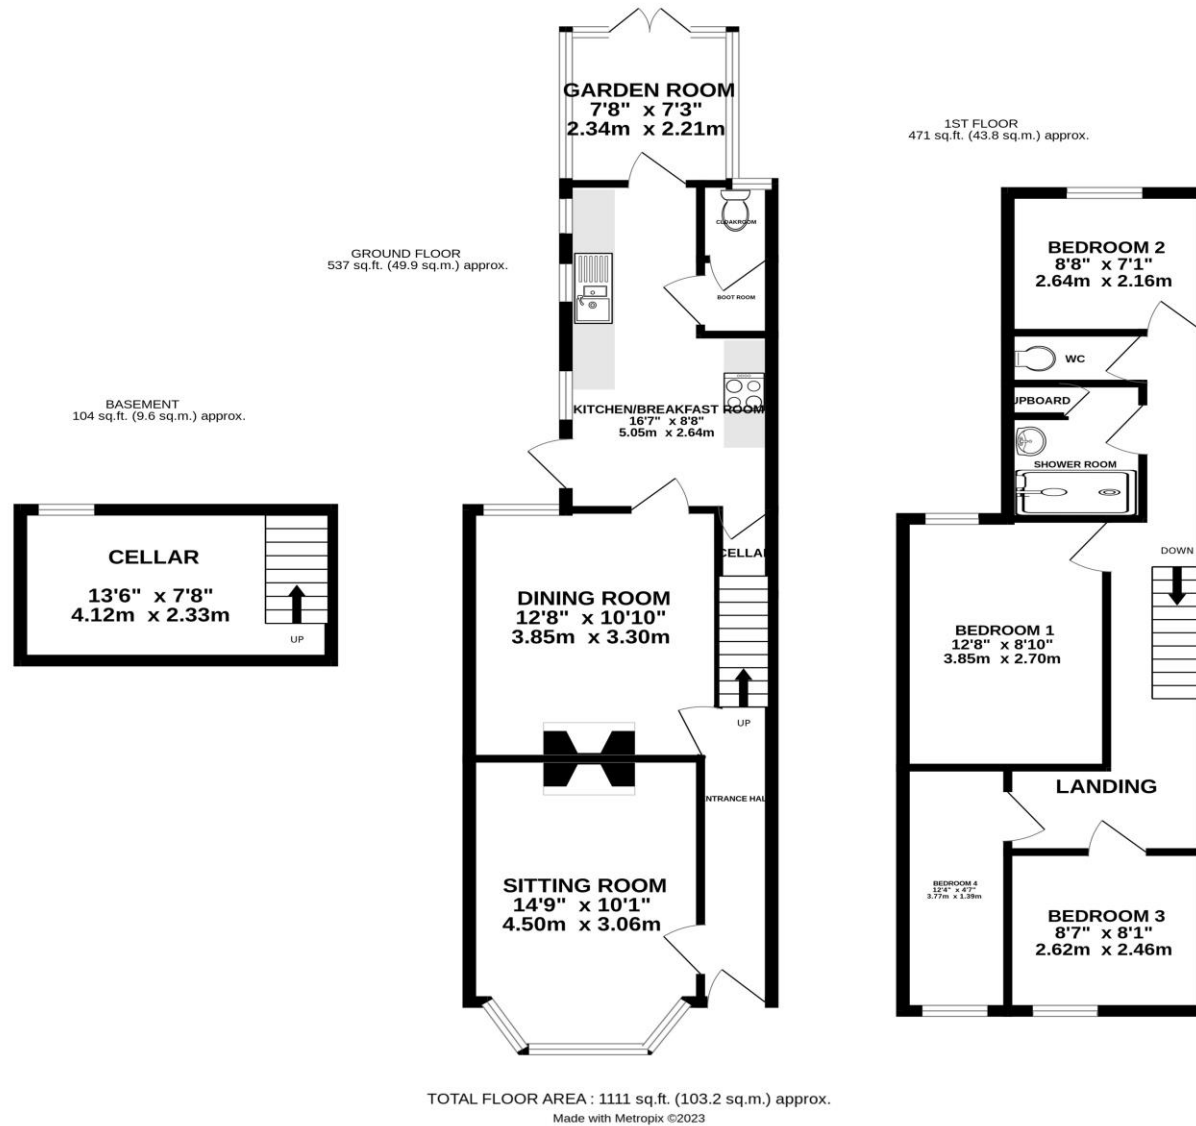 GARDEN ROOM
7'8" x 7'3"
2.34m x 2.21m
1ST FLOOR
471 sq.ft. (43.8 sq.m.) approx.
CLOAKROOM
GROUND FLOOR
537 sq.ft. (49.9 sq.m.) approx.
BEDROOM 2
8'8" x 7'1"
2.64m x 2.16m
BOOT ROOM
WC
BASEMENT
104 sq.ft. (9.6 sq.m.) approx.
KITCHEN/BREAKFAST ROOM
16'7" x 8'8"
5.05m x 2.64m
UPBOARD
SHOWER ROOM
CELLAR
13'6" x 7'8"
4.12m x 2.33m
UP
CELLA
DINING ROOM
12'8" x 10'10"
3.85m x 3.30m
UP
DOWN
BEDROOM 1
12'8" x 8'10"
3.85m x 2.70m
NTRANCE HAL
LANDING
SITTING ROOM
14'9" x 10'1"
4.50m x 3.06m
BEDROOM 4
12'4" x 4'7"
3.77m x 1.39m
BEDROOM 3
8'7" x 8'1"
2.62m x 2.46m
TOTAL FLOOR AREA : 1111 sq.ft. (103.2 sq.m.) approx.
Made with Metropix ©2023